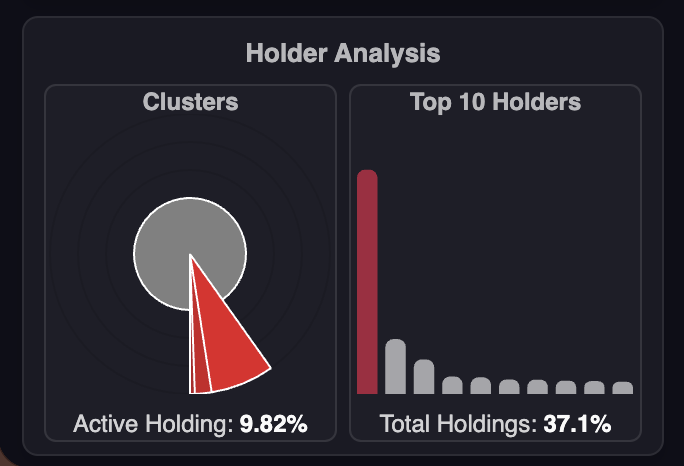 Holder Analysis
Clusters
Active Holding: 9.82%
Top 10 Holders
Total Holdings: 37.1%